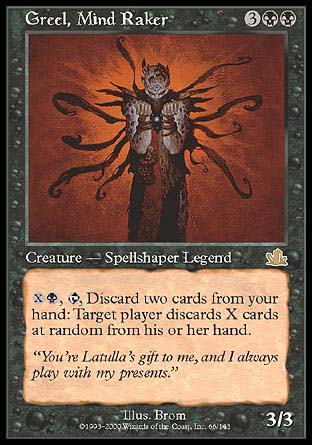 Greel, Mind Raker 3
Creature — Spellshaper Legend
X , , Discard two cards from your
hand: Target player discards X cards
at random from his or her hand.
“You’re Latulla’s gift to me, and I always
play with my presents.”
Illus. Brom
©1993-2000 Wizards of the Coast, Inc. 66/143
3/3